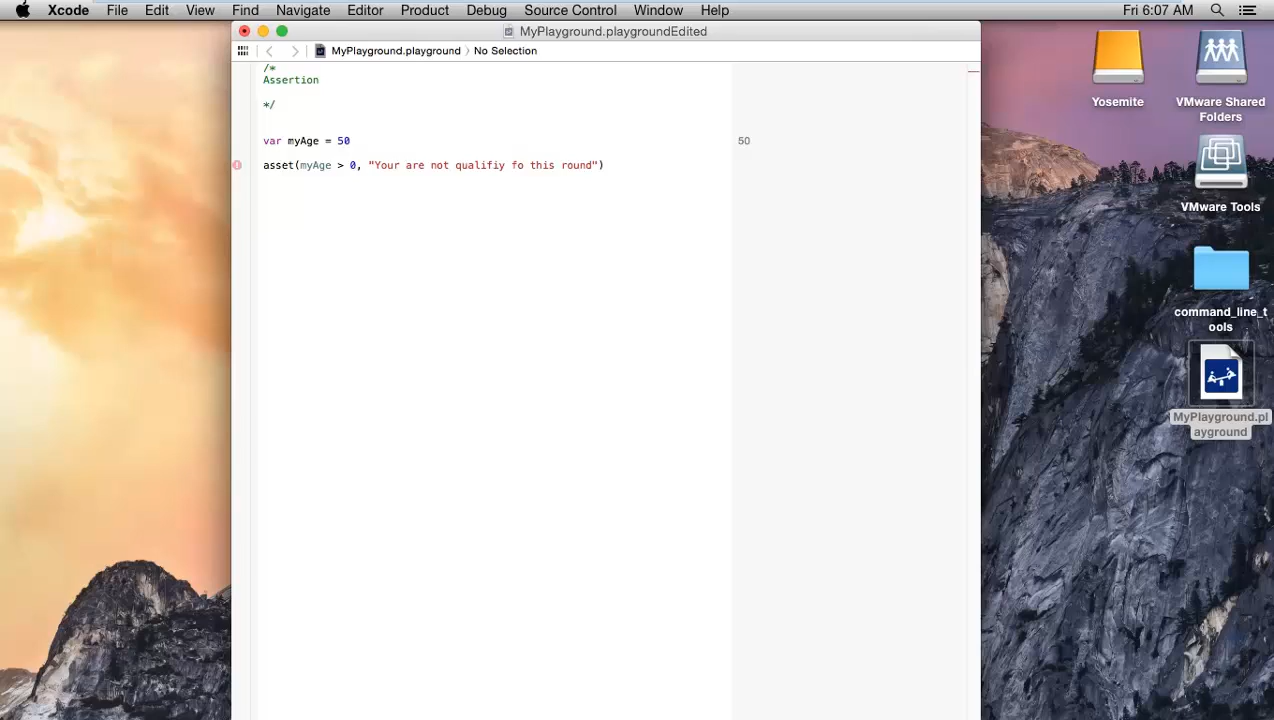 Xcode File Edit View Find Navigate Editor Product Debug Source Control Window Help Fri 6:07 AM
MyPlayground.playgroundEdited
MyPlayground.playground 〉 No Selection
/*
Assertion
*/
var myAge = 50
50
asset(myAge > 0, "Your are not qualifiy fo this round")
Yosemite
VMware Shared
Folders
VMware Tools
command_line_t
ools
MyPlayground.pl
ayground